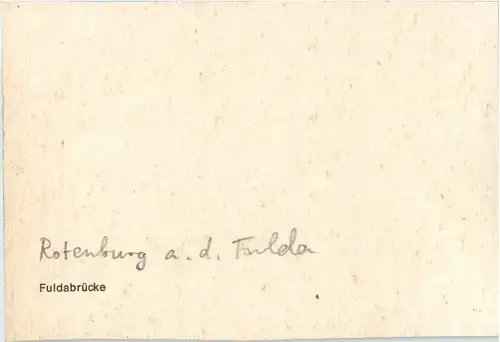 Rotenburg a. d. Fulda
Fuldabrücke